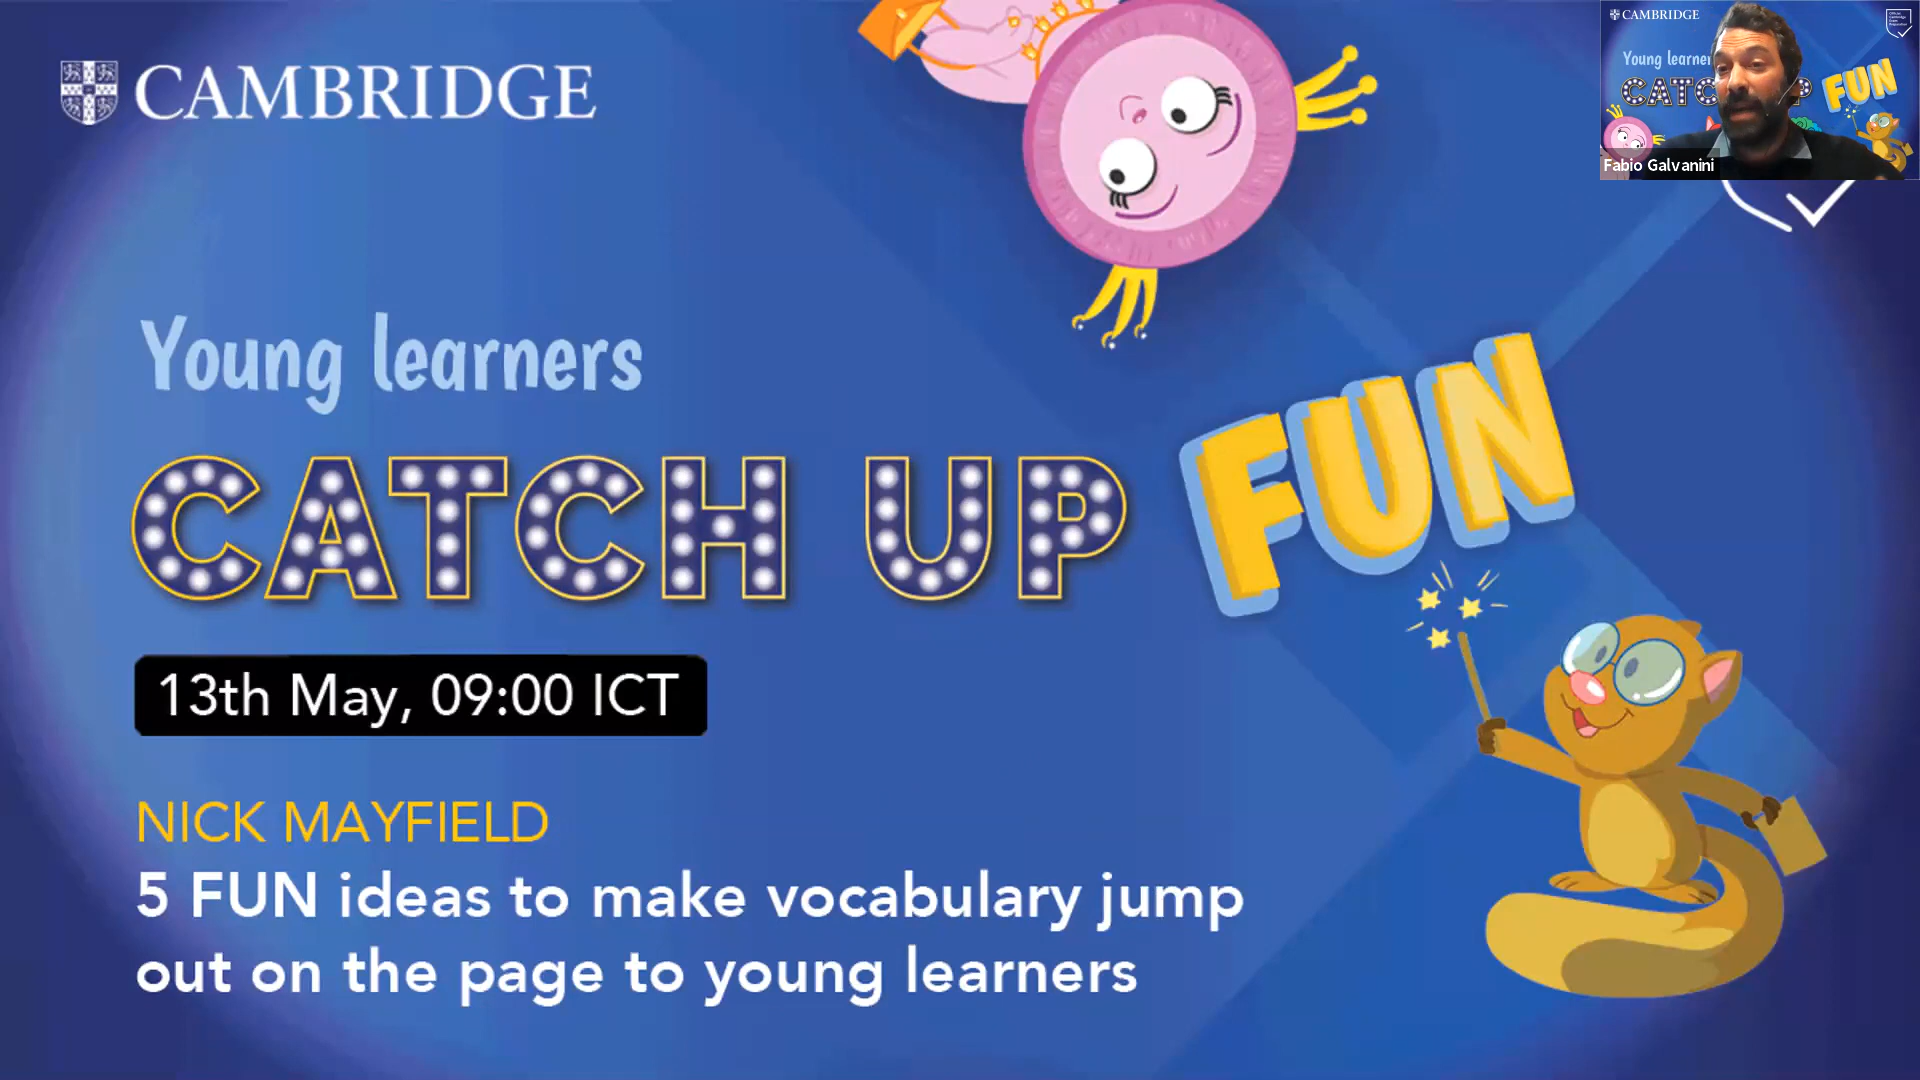 CAMBRIDGE
Young learners
CATCH UP FUN
13th May, 09:00 ICT
NICK MAYFIELD
5 FUN ideas to make vocabulary jump
out on the page to young learners
CAMBRIDGE
Young
CATC
FUN
Fabio Galvanini